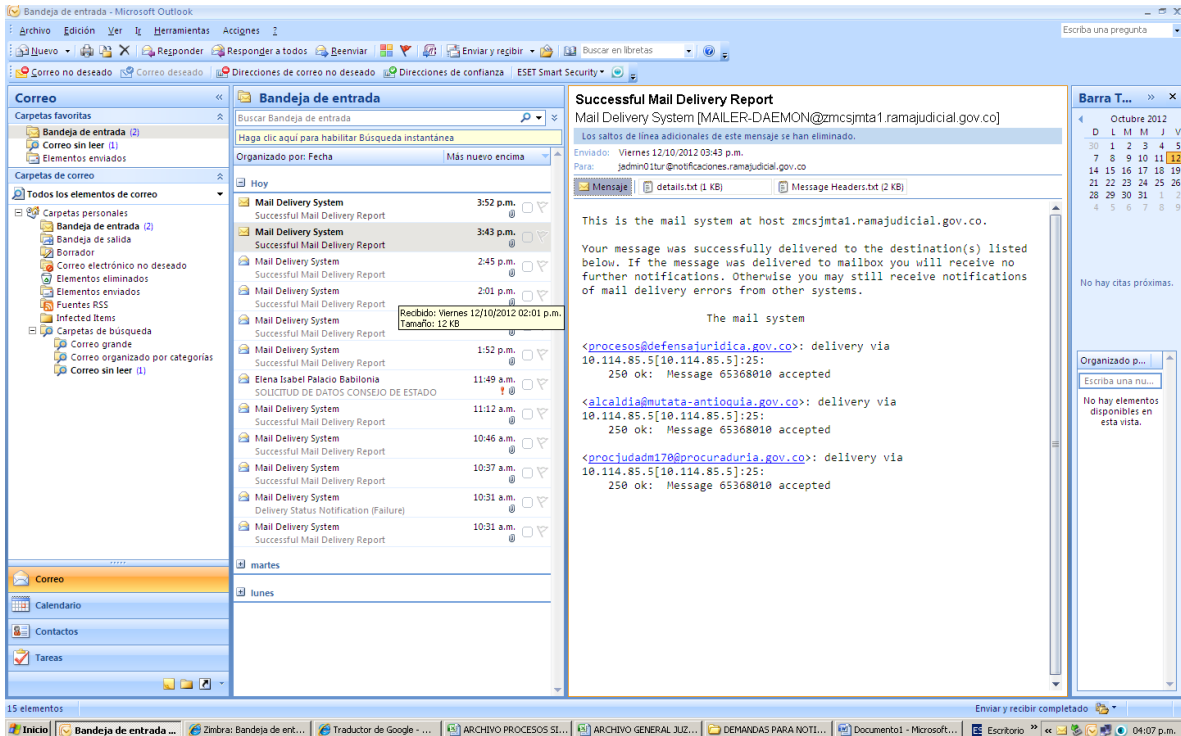 Bandeja de entrada - Microsoft Outlook
Archivo Edición Ver Ir Herramientas Acciones ?
Escriba una pregunta
Nuevo Responder Responder a todos Reenviar Enviar y recibir Buscar en libretas
Correo no deseado Correo deseado Direcciones de correo no deseado Direcciones de confianza ESET Smart Security
Correo «
Carpetas favoritas
Bandeja de entrada (2)
Correo sin leer (1)
Elementos enviados
Carpetas de correo
Todos los elementos de correo
Carpetas personales
Bandeja de entrada (2)
Bandeja de salida
Borrador
Correo electrónico no deseado
Elementos eliminados
Elementos enviados
Fuentes RSS
Infected Items
Carpetas de búsqueda
Correo grande
Correo organizado por categorías
Correo sin leer (1)
Correo
Calendario
Contactos
Tareas
Bandeja de entrada
Buscar Bandeja de entrada
Haga clic aquí para habilitar Búsqueda instantánea
Organizado por: Fecha Más nuevo encima
Hoy
Mail Delivery System 3:52 p.m.
Successful Mail Delivery Report
Mail Delivery System 3:43 p.m.
Successful Mail Delivery Report
Mail Delivery System 2:45 p.m.
Successful Mail Delivery Report
Mail Delivery System 2:01 p.m.
Successful Mail Delivery Report
Recibido: Viernes 12/10/2012 02:01 p.m.
Tamaño: 12 KB
Mail Delivery System
Successful Mail Delivery Report
Mail Delivery System 1:52 p.m.
Successful Mail Delivery Report
Elena Isabel Palacio Babilonia 11:49 a.m.
SOLICITUD DE DATOS CONSEJO DE ESTADO
Mail Delivery System 11:12 a.m.
Successful Mail Delivery Report
Mail Delivery System 10:46 a.m.
Successful Mail Delivery Report
Mail Delivery System 10:37 a.m.
Successful Mail Delivery Report
Mail Delivery System 10:31 a.m.
Delivery Status Notification (Failure)
Mail Delivery System 10:31 a.m.
Successful Mail Delivery Report
martes
lunes
Successful Mail Delivery Report
Mail Delivery System [MAILER-DAEMON@zmcsjmta1.ramajudicial.gov.co]
Los saltos de línea adicionales de este mensaje se han eliminado.
Enviado: Viernes 12/10/2012 03:43 p.m.
Para: jadmin01tur@notificaciones.ramajudicial.gov.co
Mensaje details.txt (1 KB) Message Headers.txt (2 KB)
This is the mail system at host zmcsjmta1.ramajudicial.gov.co.
Your message was successfully delivered to the destination(s) listed
below. If the message was delivered to mailbox you will receive no
further notifications. Otherwise you may still receive notifications
of mail delivery errors from other systems.
The mail system
<procesos@defensajuridica.gov.co>: delivery via
10.114.85.5[10.114.85.5]:25:
250 ok: Message 65368010 accepted
<alcaldia@mutata-antioquia.gov.co>: delivery via
10.114.85.5[10.114.85.5]:25:
250 ok: Message 65368010 accepted
<procjudadm170@procuraduria.gov.co>: delivery via
10.114.85.5[10.114.85.5]:25:
250 ok: Message 65368010 accepted
Barra T... » ×
Octubre 2012
D L M M J V
30 1 2 3 4 5
7 8 9 10 11 12
14 15 16 17 18 19
21 22 23 24 25 26
28 29 30 31 1 2
4 5 6 7 8 9
No hay citas próximas.
Organizado p...
Escriba una nu...
No hay elementos
disponibles en
esta vista.
15 elementos
Enviar y recibir completado
Inicio Bandeja de entrada ... Zimbra: Bandeja de ent... Traductor de Google - ... ARCHIVO PROCESOS SI... ARCHIVO GENERAL JUZ... DEMANDAS PARA NOTI... Documento1 - Microsoft... ES Escritorio » « 04:07 p.m.